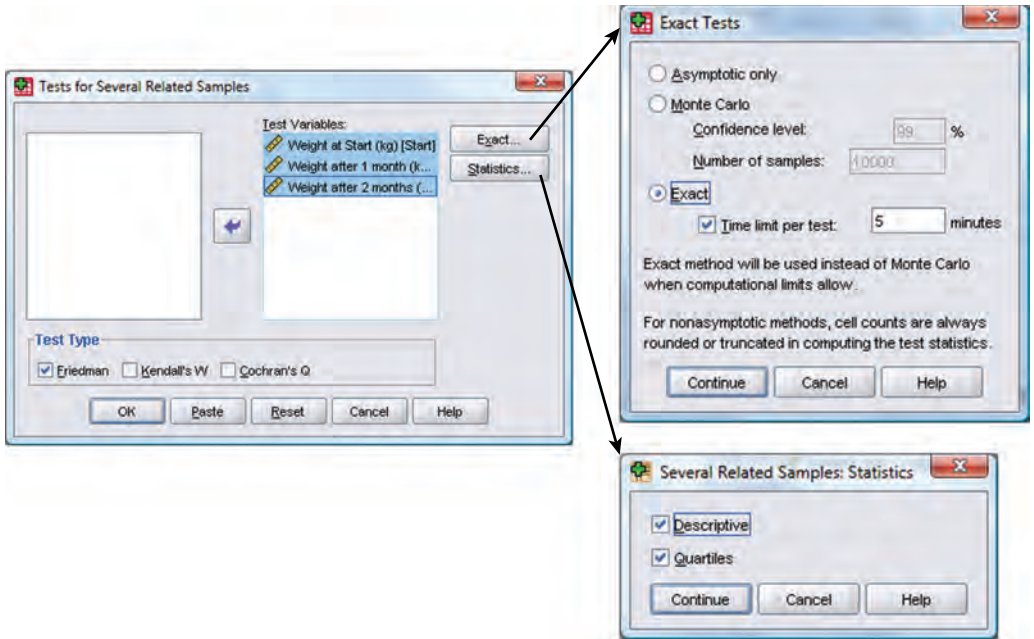 Tests for Several Related Samples
Test Variables:
Weight at Start (kg) [Start]
Weight after 1 month (k...
Weight after 2 months (...
Exact...
Statistics...
Test Type
Friedman
Kendall's W
Cochran's Q
OK
Paste
Reset
Cancel
Help
Exact Tests
Asymptotic only
Monte Carlo
Confidence level: 99 %
Number of samples: 10000
Exact
Time limit per test: 5 minutes
Exact method will be used instead of Monte Carlo
when computational limits allow.
For nonasymptotic methods, cell counts are always
rounded or truncated in computing the test statistics.
Continue
Cancel
Help
Several Related Samples: Statistics
Descriptive
Quartiles
Continue
Cancel
Help